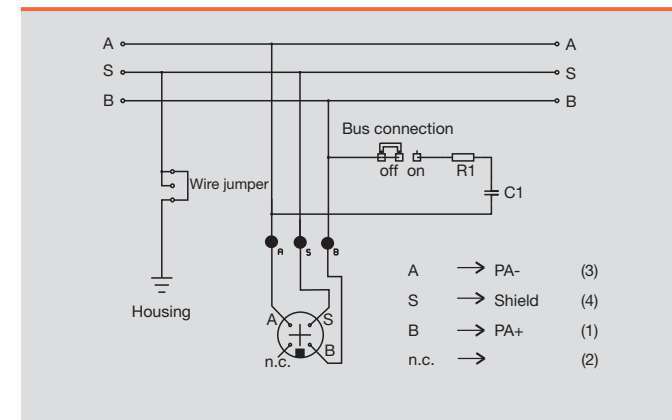 A A
S S
B B
Bus connection
off on R1
Wire jumper
C1
A S B
A → PA- (3)
Housing
S → Shield (4)
A S
B → PA+ (1)
B
n.c.
n.c. → (2)